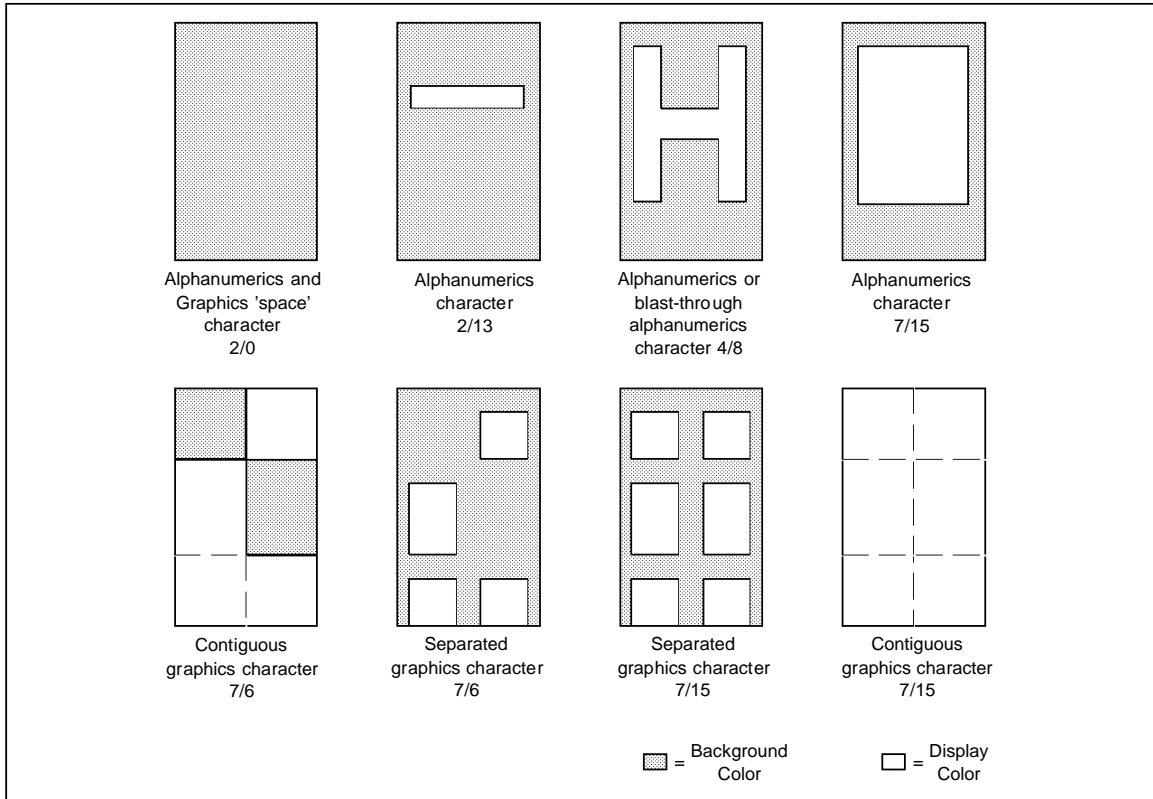 H
Alphanumerics and
Graphics ’space’
character
2/0
Alphanumerics
character
2/13
Alphanumerics or
blast-through
alphanumerics
character 4/8
Alphanumerics
character
7/15
Contiguous
graphics character
7/6
Separated
graphics character
7/6
Separated
graphics character
7/15
Contiguous
graphics character
7/15
= Background
Color
= Display
Color